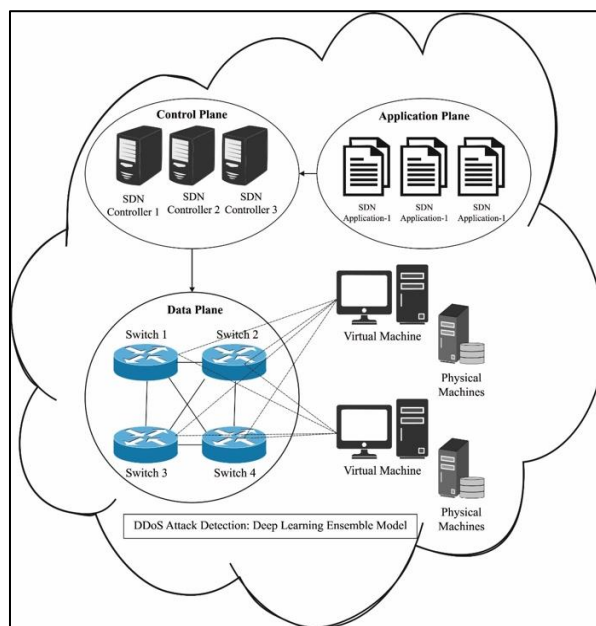 Control Plane
SDN
Controller 1
SDN
Controller 2
SDN
Controller 3
Application Plane
SDN
Application-1
SDN
Application-1
SDN
Application-1
Data Plane
Switch 1
Switch 2
Switch 3
Switch 4
Virtual Machine
Physical
Machines
Virtual Machine
Physical
Machines
DDoS Attack Detection: Deep Learning Ensemble Model